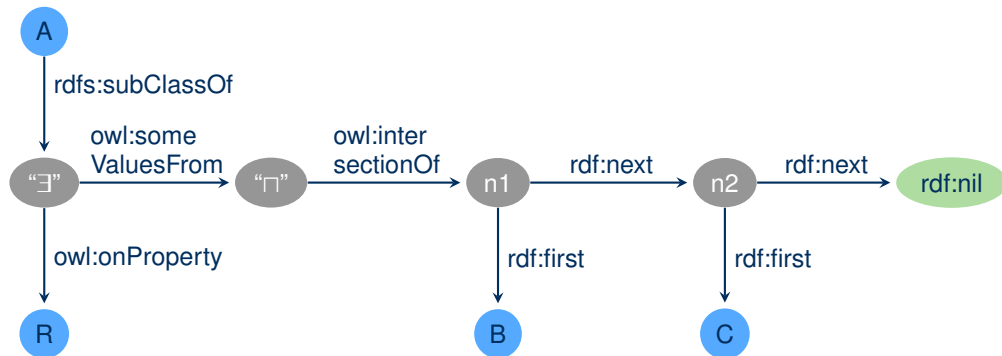 A
rdfs:subClassOf
owl:some
ValuesFrom
owl:inter
sectionOf
rdf:next
rdf:next
“∃”
“⊓”
n1
n2
rdf:nil
owl:onProperty
rdf:first
rdf:first
R
B
C